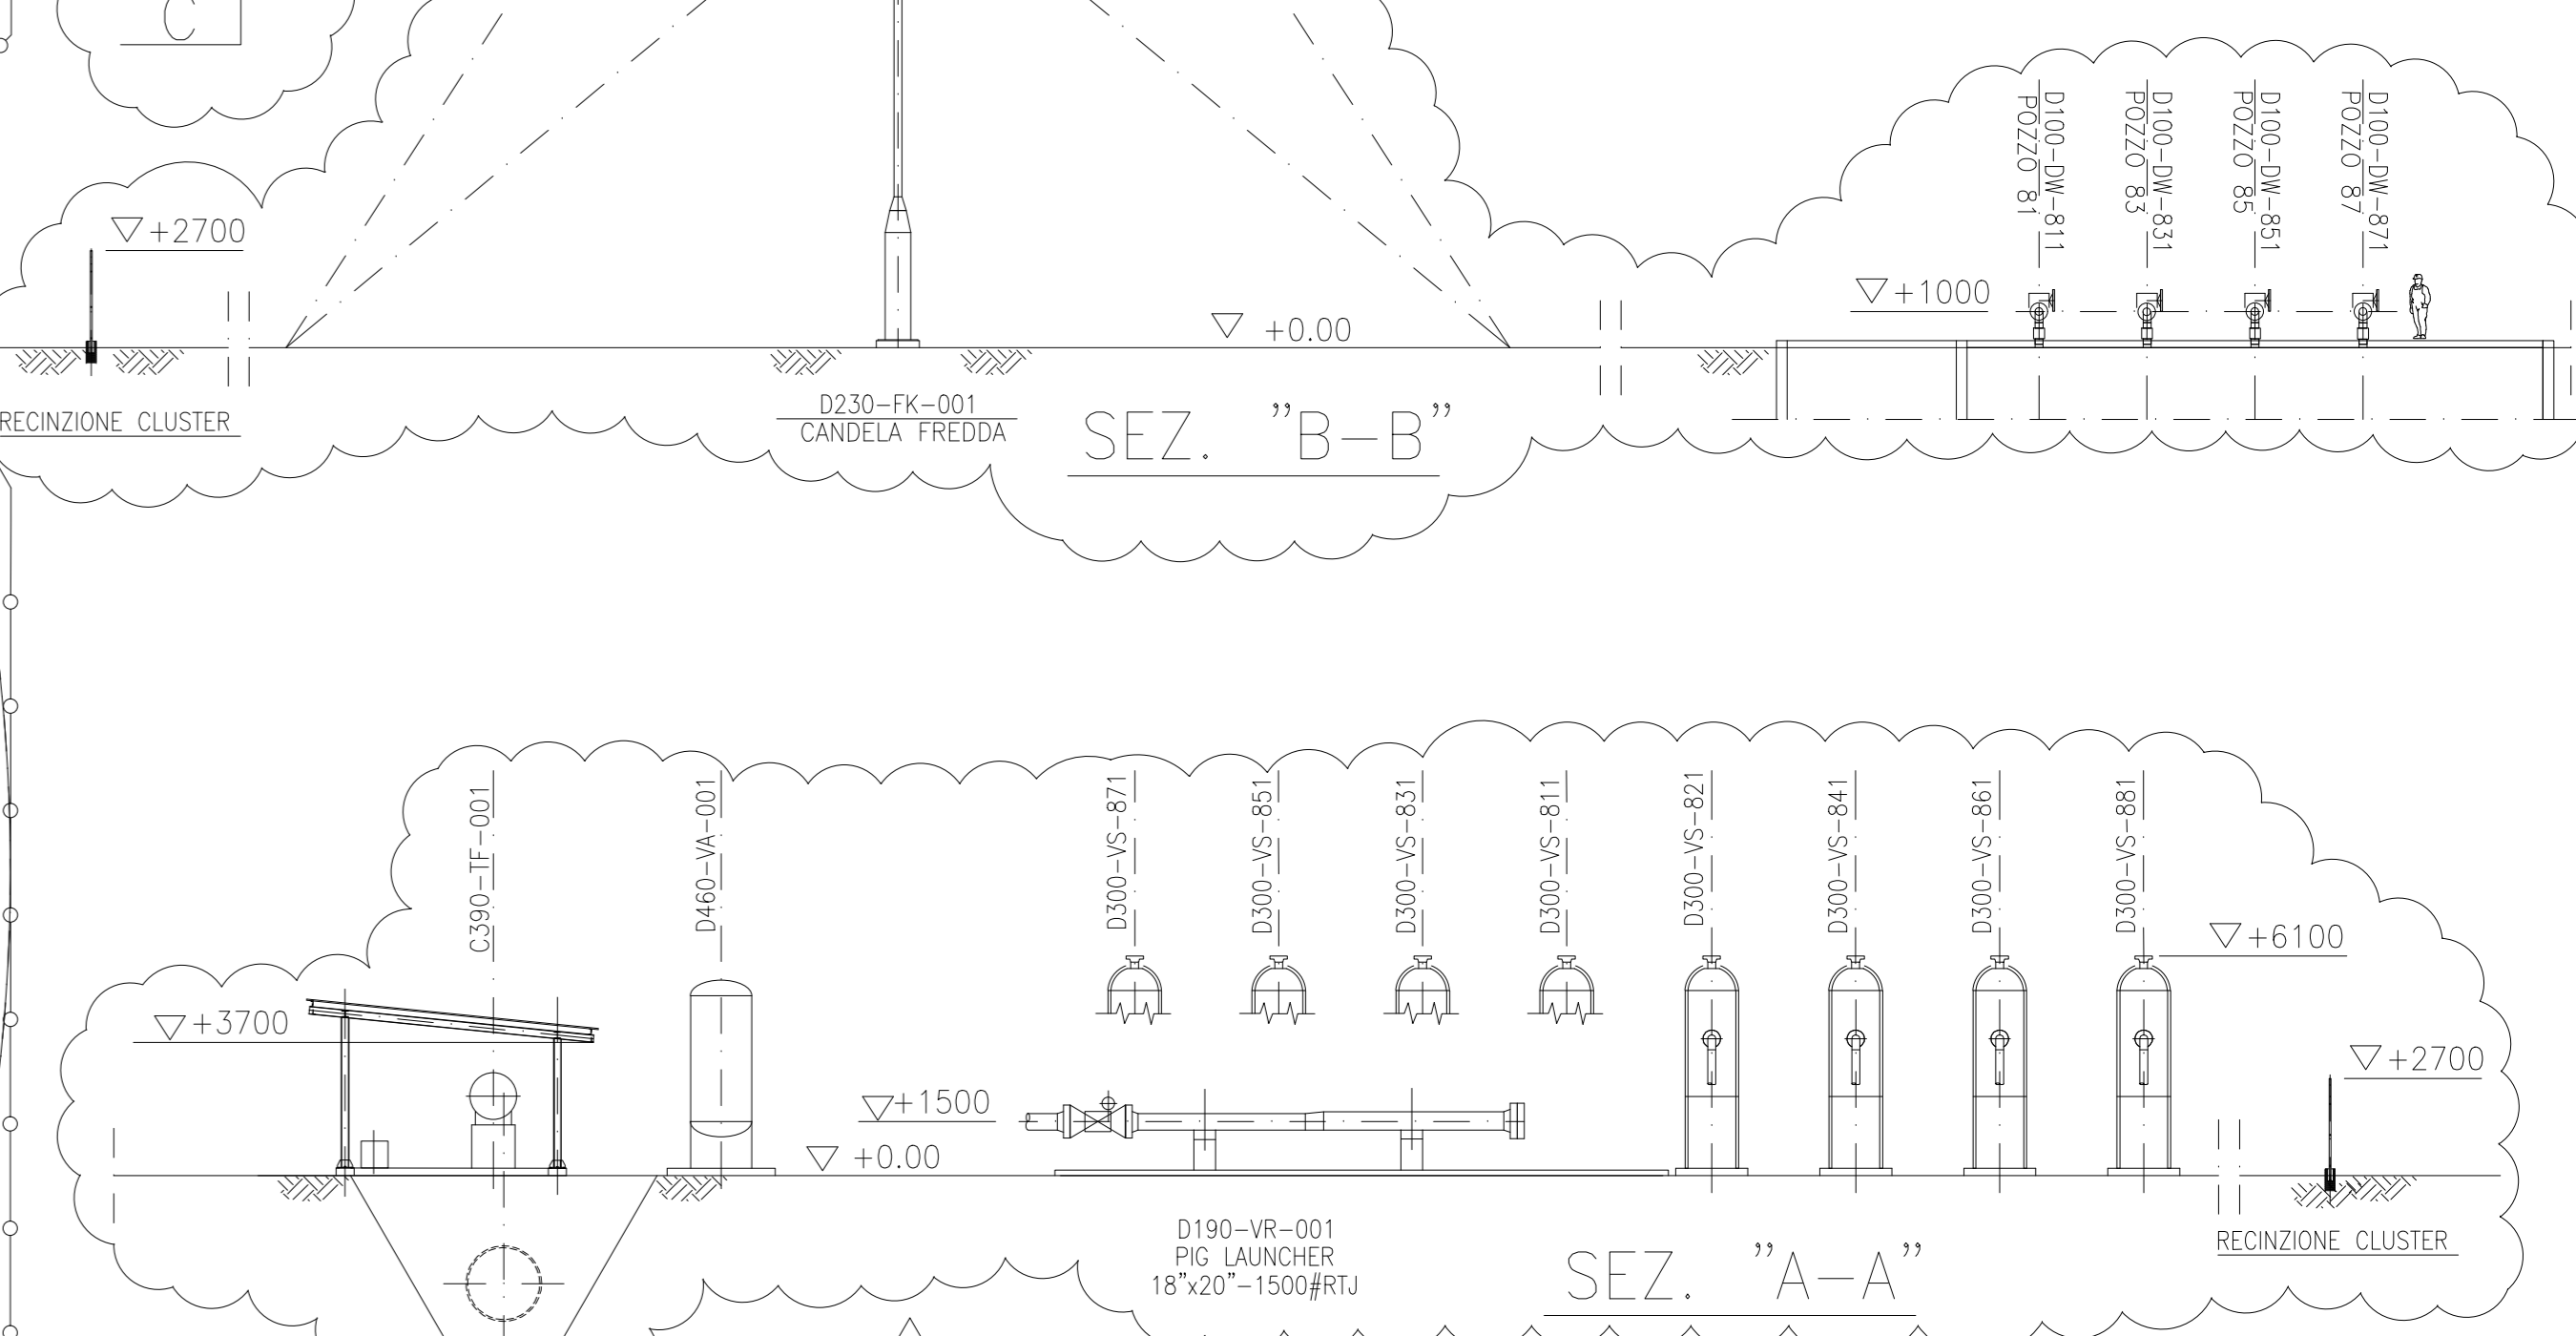 C
D100-DW-811
POZZO 81
D100-DW-831
POZZO 83
D100-DW-851
POZZO 85
D100-DW-871
POZZO 87
+2700
+1000
+0.00
RECINZIONE CLUSTER
D230-FK-001
CANDELA FREDDA
SEZ. "B-B"
C390-TF-001
D460-VA-001
D300-VS-871
D300-VS-851
D300-VS-831
D300-VS-811
D300-VS-821
D300-VS-841
D300-VS-861
D300-VS-881
+6100
+3700
+2700
+1500
+0.00
D190-VR-001
PIG LAUNCHER
18"x20"-1500#RTJ
SEZ. "A-A"
RECINZIONE CLUSTER